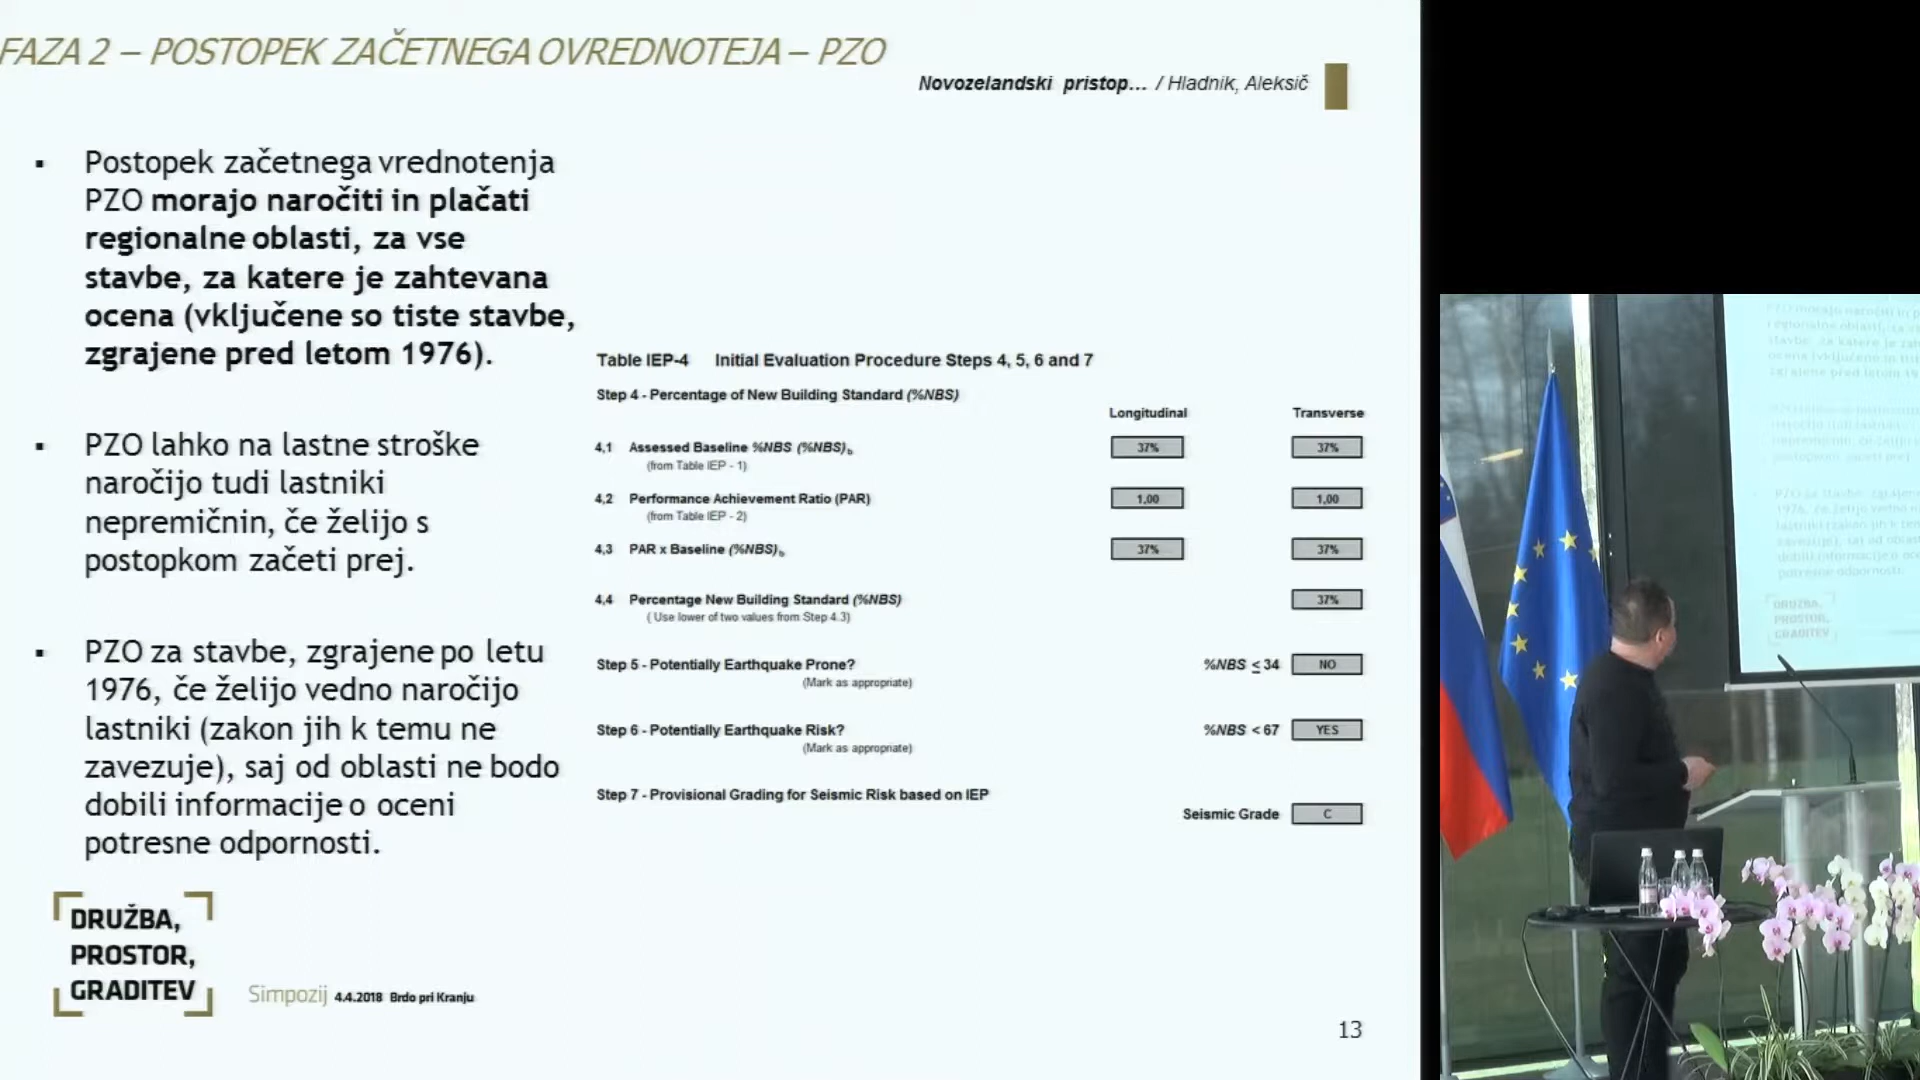 FAZA 2 – POSTOPEK ZAČETNEGA OVREDNOTEJA – PZO
Novozelandski pristop... / Hladnik, Aleksič
▪ Postopek začetnega vrednotenja
PZO morajo naročiti in plačati
regionalne oblasti, za vse
stavbe, za katere je zahtevana
ocena (vključene so tiste stavbe,
zgrajene pred letom 1976).
▪ PZO lahko na lastne stroške
naročijo tudi lastniki
nepremičnin, če želijo s
postopkom začeti prej.
▪ PZO za stavbe, zgrajene po letu
1976, če želijo vedno naročijo
lastniki (zakon jih k temu ne
zavezuje), saj od oblasti ne bodo
dobili informacije o oceni
potresne odpornosti.
Table IEP-4 Initial Evaluation Procedure Steps 4, 5, 6 and 7
Step 4 - Percentage of New Building Standard (%NBS)
Longitudinal Transverse
4,1 Assessed Baseline %NBS (%NBS)b 37% 37%
(from Table IEP - 1)
4,2 Performance Achievement Ratio (PAR) 1,00 1,00
(from Table IEP - 2)
4,3 PAR x Baseline (%NBS)b 37% 37%
4,4 Percentage New Building Standard (%NBS) 37%
( Use lower of two values from Step 4.3)
Step 5 - Potentially Earthquake Prone? %NBS ≤ 34 NO
(Mark as appropriate)
Step 6 - Potentially Earthquake Risk? %NBS < 67 YES
(Mark as appropriate)
Step 7 - Provisional Grading for Seismic Risk based on IEP
Seismic Grade C
DRUŽBA,
PROSTOR,
GRADITEV
Simpozij 4.4.2018 Brdo pri Kranju
13
DRUŽBA,
PROSTOR,
GRADITEV